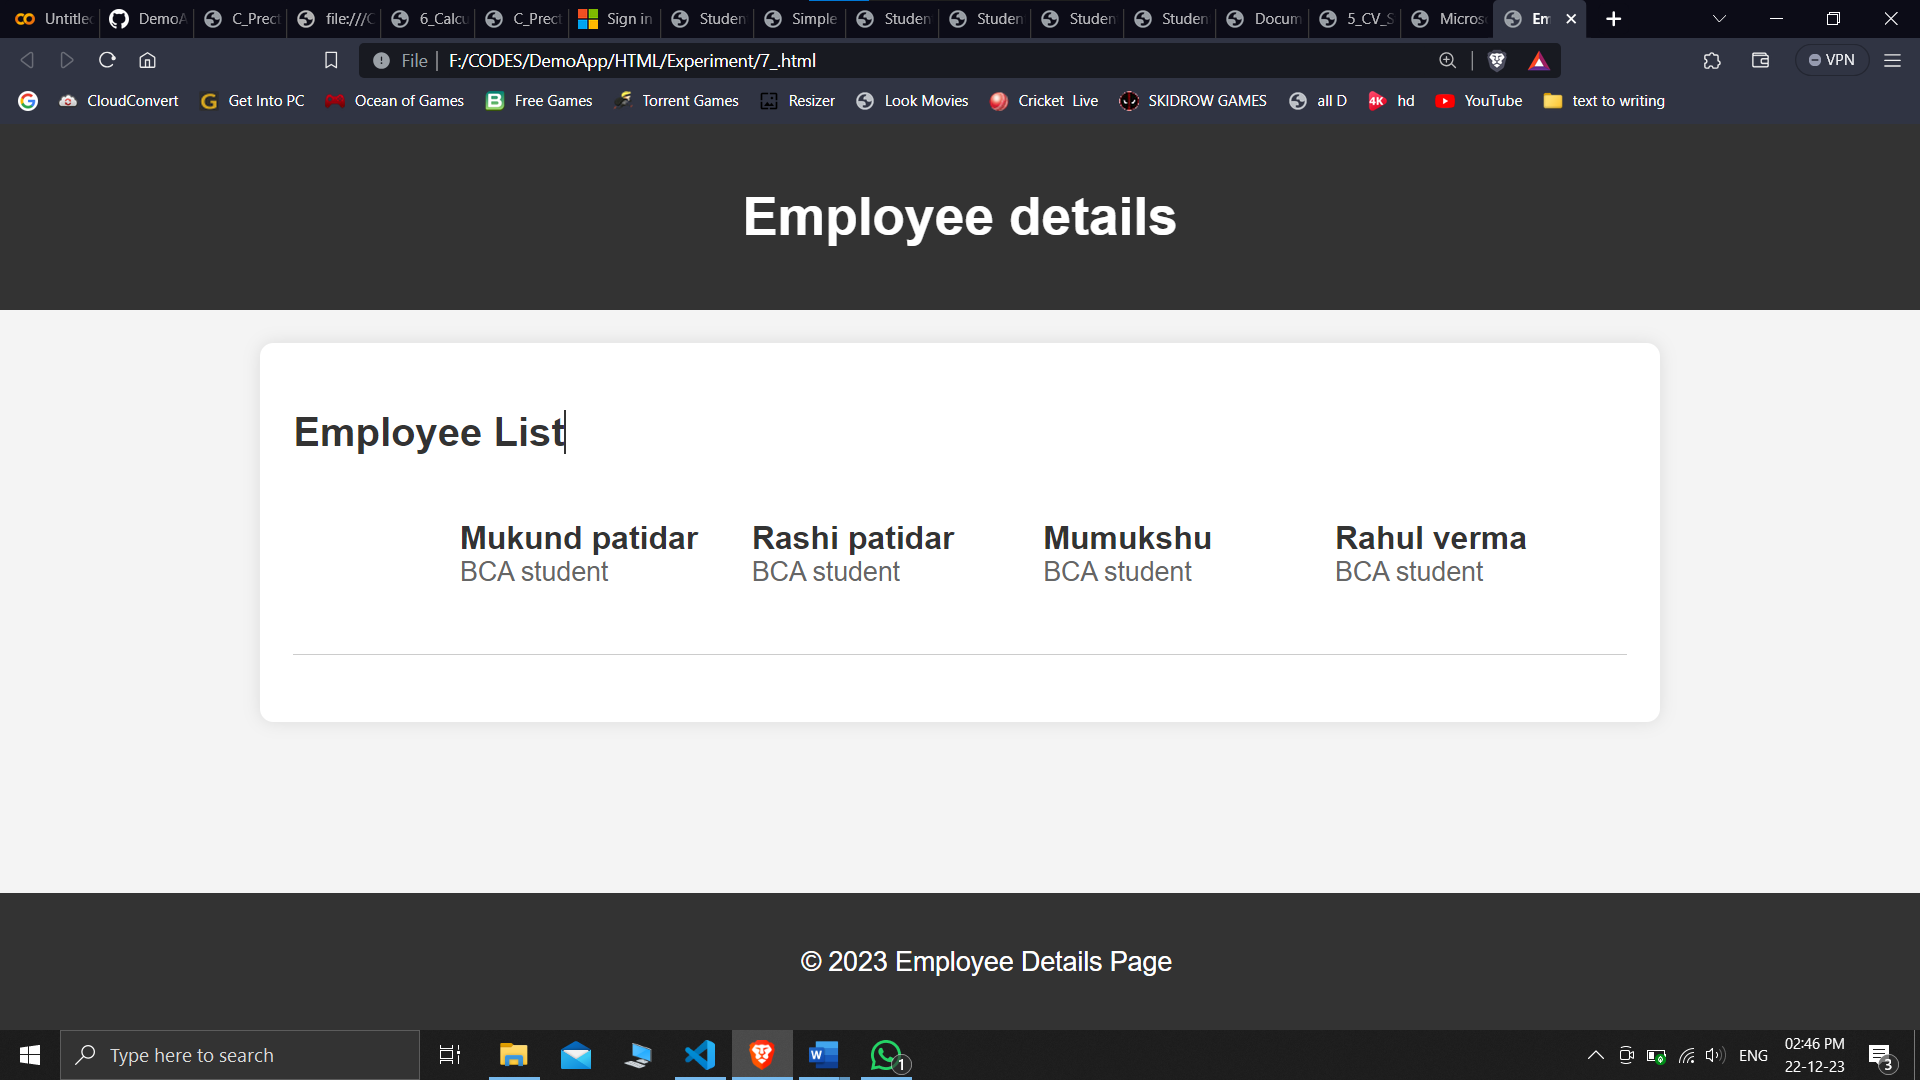 Untitle DemoA C_Prect file:///C 6_Calcu C_Prect Sign in Studen Simple Studen Studen Studen Studen Docum 5_CV_S Micros Em
File F:/CODES/DemoApp/HTML/Experiment/7_.html VPN
CloudConvert Get Into PC Ocean of Games Free Games Torrent Games Resizer Look Movies Cricket Live SKIDROW GAMES all D 4K hd YouTube text to writing
Employee details
Employee List
Mukund patidar Rashi patidar Mumukshu Rahul verma
BCA student BCA student BCA student BCA student
© 2023 Employee Details Page
Type here to search 1 ENG 02:46 PM 3
22-12-23